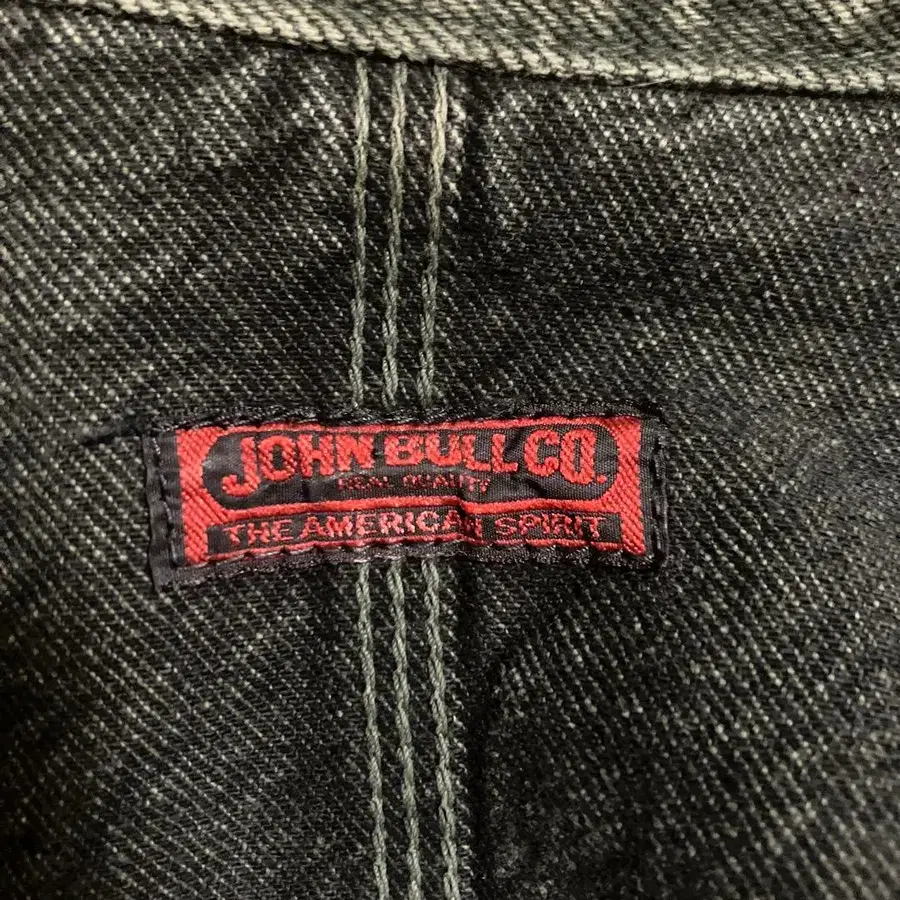 JOHN BULL CO.
REAL QUALITY
THE AMERICAN SPIRIT